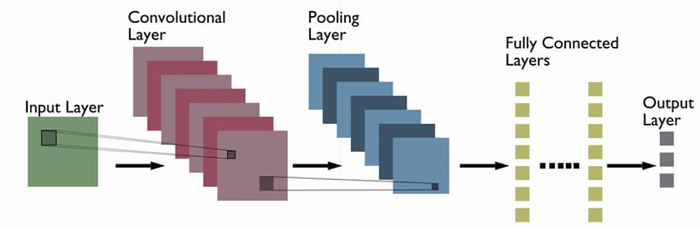 Convolutional
Layer
Pooling
Layer
Fully Connected
Layers
Input Layer
Output
Layer